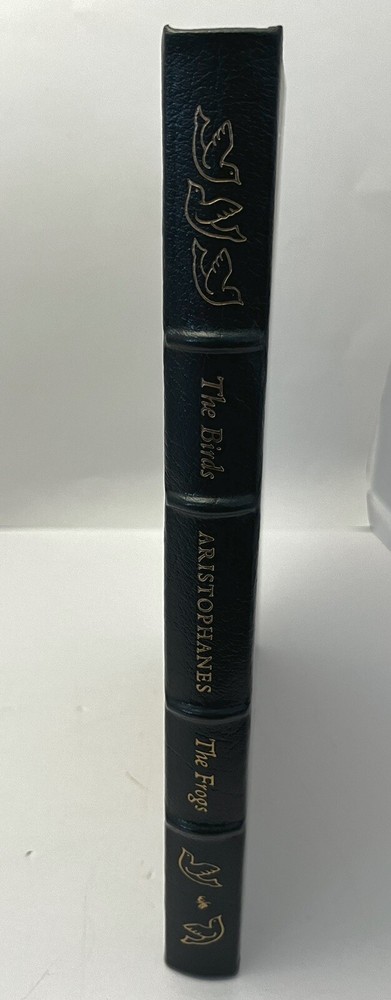 The Birds
ARISTOPHANES
The Frogs